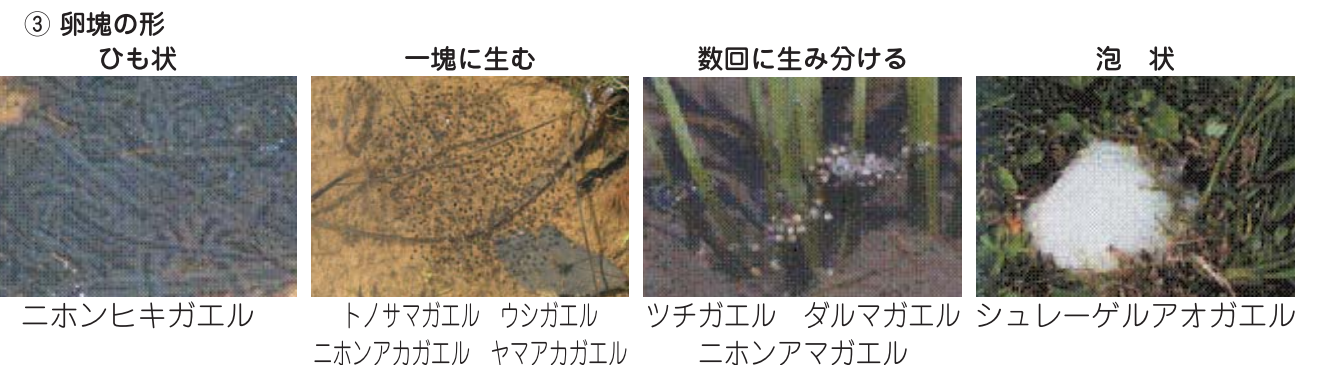 ③ 卵塊の形
ひも状
一塊に生む
数回に生み分ける
泡　状
ニホンヒキガエル
トノサマガエル　ウシガエル
ニホンアカガエル　ヤマアカガエル
ツチガエル　ダルマガエル
ニホンアマガエル
シュレーゲルアオガエル